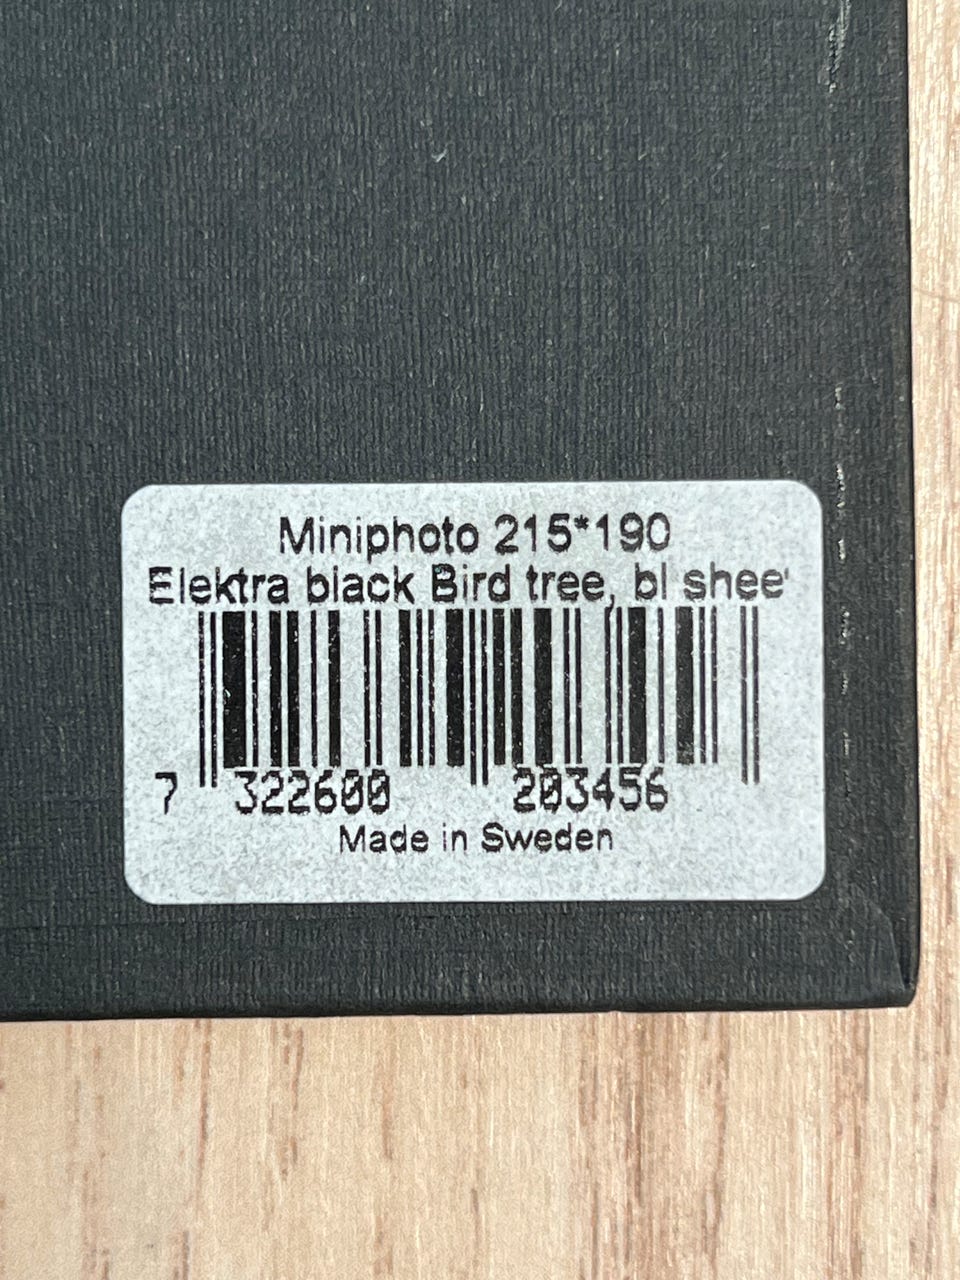 Miniphoto 215*190
Elektra black Bird tree, bl shee
7 322600 203456
Made in Sweden